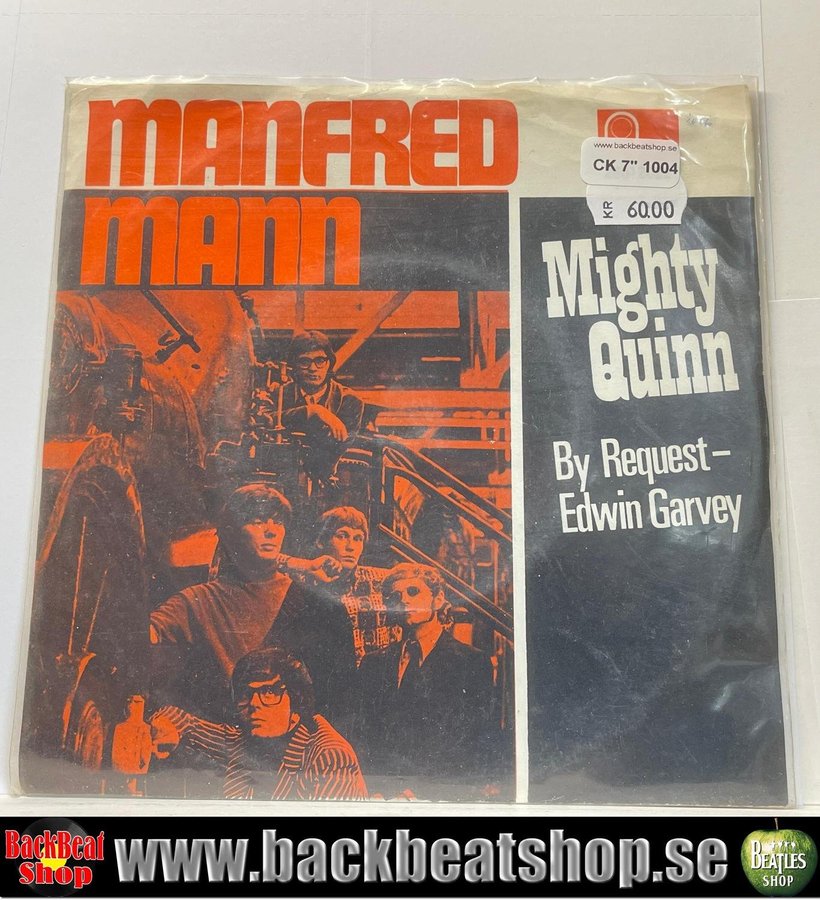 MANFRED
MANN
www.backbeatshop.se
CK 7" 1004
KR 60.00
Mighty
Quinn
By Request –
Edwin Garvey
BackBeat
Shop
www.backbeatshop.se
BEATLES
SHOP